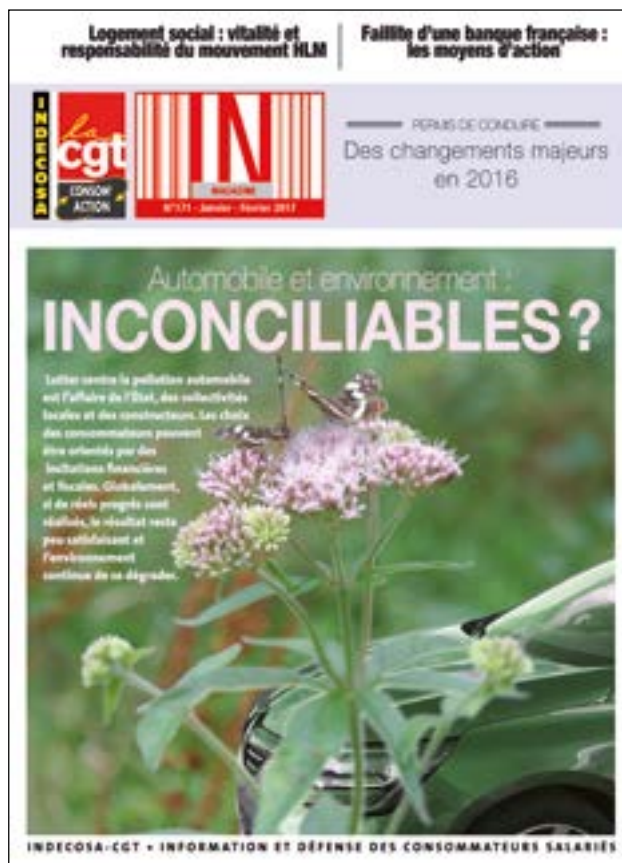 Logement social : vitalité et
responsabilité du mouvement HLM
Faillite d'une banque française :
les moyens d'action
INDECOSA
la
cgt
CONSOM'
ACTION
IN
MAGAZINE
N°171 - Janvier - Février 2017
PERMIS DE CONDUIRE
Des changements majeurs
en 2016
Automobile et environnement :
INCONCILIABLES ?
Lutter contre la pollution automobile
est l'affaire de l'État, des collectivités
locales et des constructeurs. Les choix
des consommateurs peuvent
être orientés par des
incitations financières
et fiscales. Globalement,
si de réels progrès sont
réalisés, le résultat reste
peu satisfaisant et
l'environnement
continue de se dégrader.
INDECOSA-CGT • INFORMATION ET DÉFENSE DES CONSOMMATEURS SALARIÉS